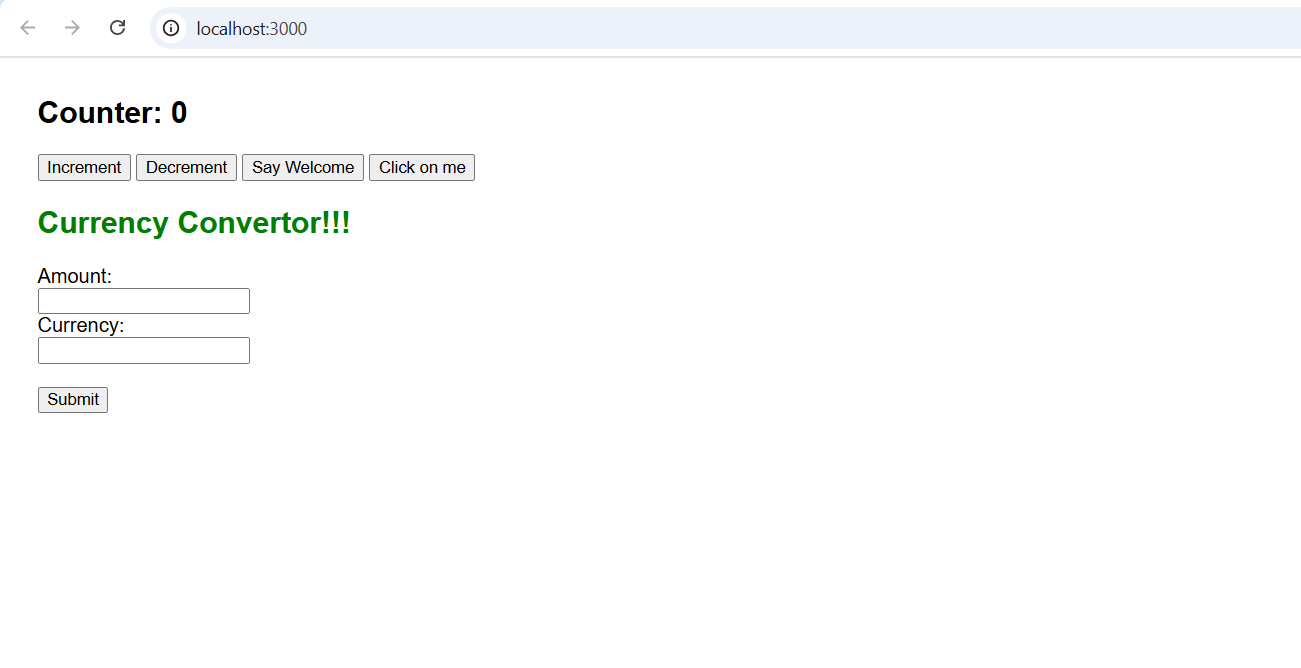 localhost:3000
Counter: 0
Increment Decrement Say Welcome Click on me
Currency Convertor!!!
Amount:
Currency:
Submit